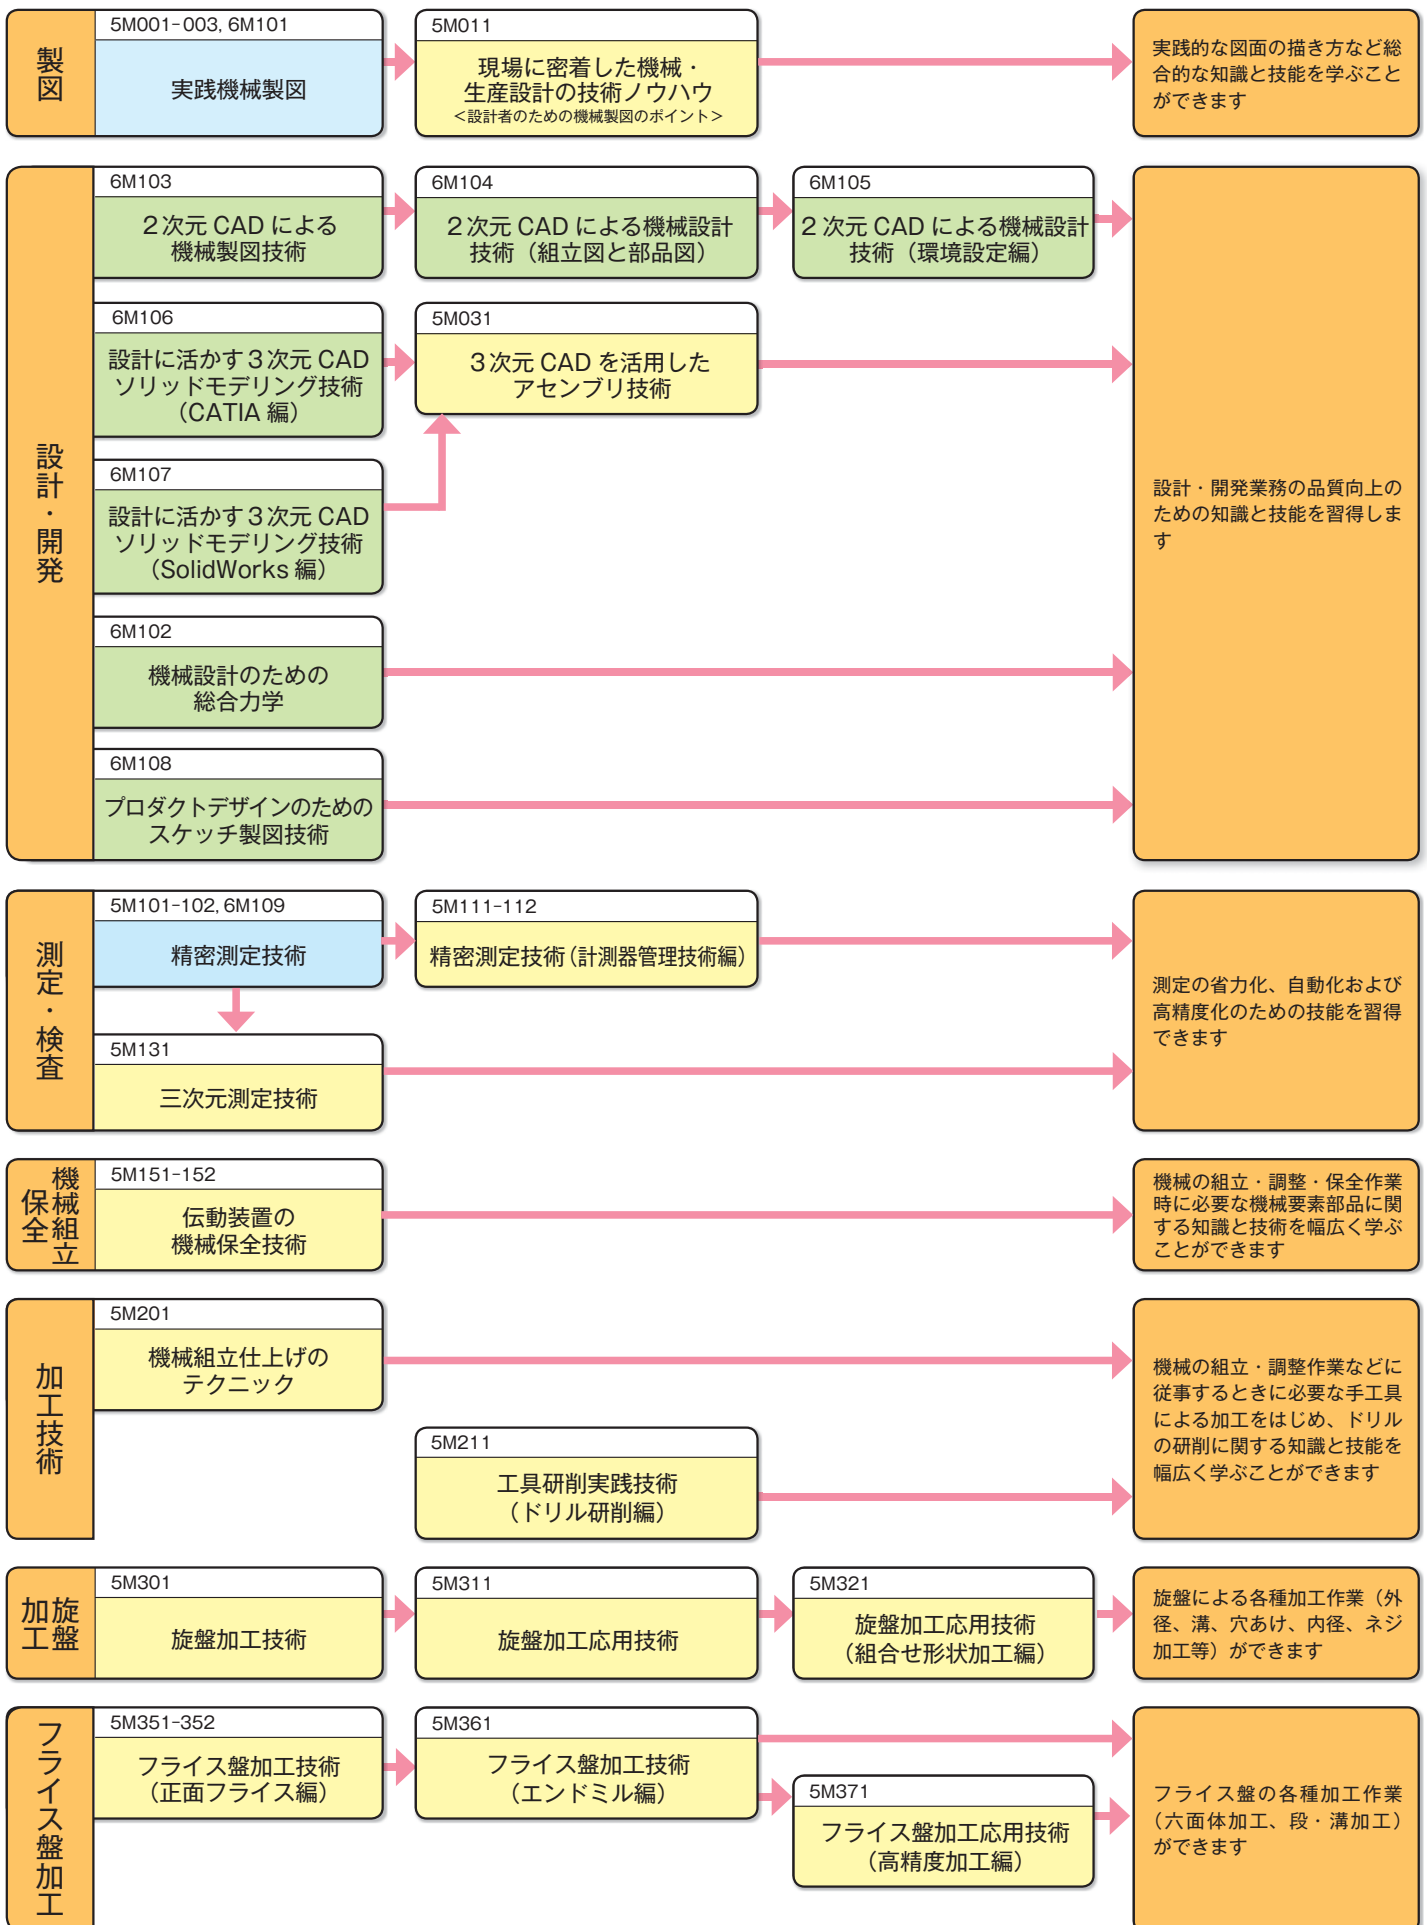 製図
5M001-003, 6M101
実践機械製図
5M011
現場に密着した機械・
生産設計の技術ノウハウ
<設計者のための機械製図のポイント>
実践的な図面の描き方など総
合的な知識と技能を学ぶこと
ができます
設計・開発
6M103
2次元 CAD による
機械製図技術
6M104
2次元 CAD による機械設計
技術（組立図と部品図）
6M105
2次元 CAD による機械設計
技術（環境設定編）
6M106
設計に活かす3次元 CAD
ソリッドモデリング技術
（CATIA 編）
5M031
3次元 CAD を活用した
アセンブリ技術
6M107
設計に活かす3次元 CAD
ソリッドモデリング技術
（SolidWorks 編）
6M102
機械設計のための
総合力学
6M108
プロダクトデザインのための
スケッチ製図技術
設計・開発業務の品質向上の
ための知識と技能を習得しま
す
測定・検査
5M101-102, 6M109
精密測定技術
5M111-112
精密測定技術（計測器管理技術編）
5M131
三次元測定技術
測定の省力化、自動化および
高精度化のための技能を習得
できます
機械組立
保全
5M151-152
伝動装置の
機械保全技術
機械の組立・調整・保全作業
時に必要な機械要素部品に関
する知識と技術を幅広く学ぶ
ことができます
加工技術
5M201
機械組立仕上げの
テクニック
5M211
工具研削実践技術
（ドリル研削編）
機械の組立・調整作業などに
従事するときに必要な手工具
による加工をはじめ、ドリル
の研削に関する知識と技能を
幅広く学ぶことができます
旋盤
加工
5M301
旋盤加工技術
5M311
旋盤加工応用技術
5M321
旋盤加工応用技術
（組合せ形状加工編）
旋盤による各種加工作業（外
径、溝、穴あけ、内径、ネジ
加工等）ができます
フライス盤加工
5M351-352
フライス盤加工技術
（正面フライス編）
5M361
フライス盤加工技術
（エンドミル編）
5M371
フライス盤加工応用技術
（高精度加工編）
フライス盤の各種加工作業
（六面体加工、段・溝加工）
ができます